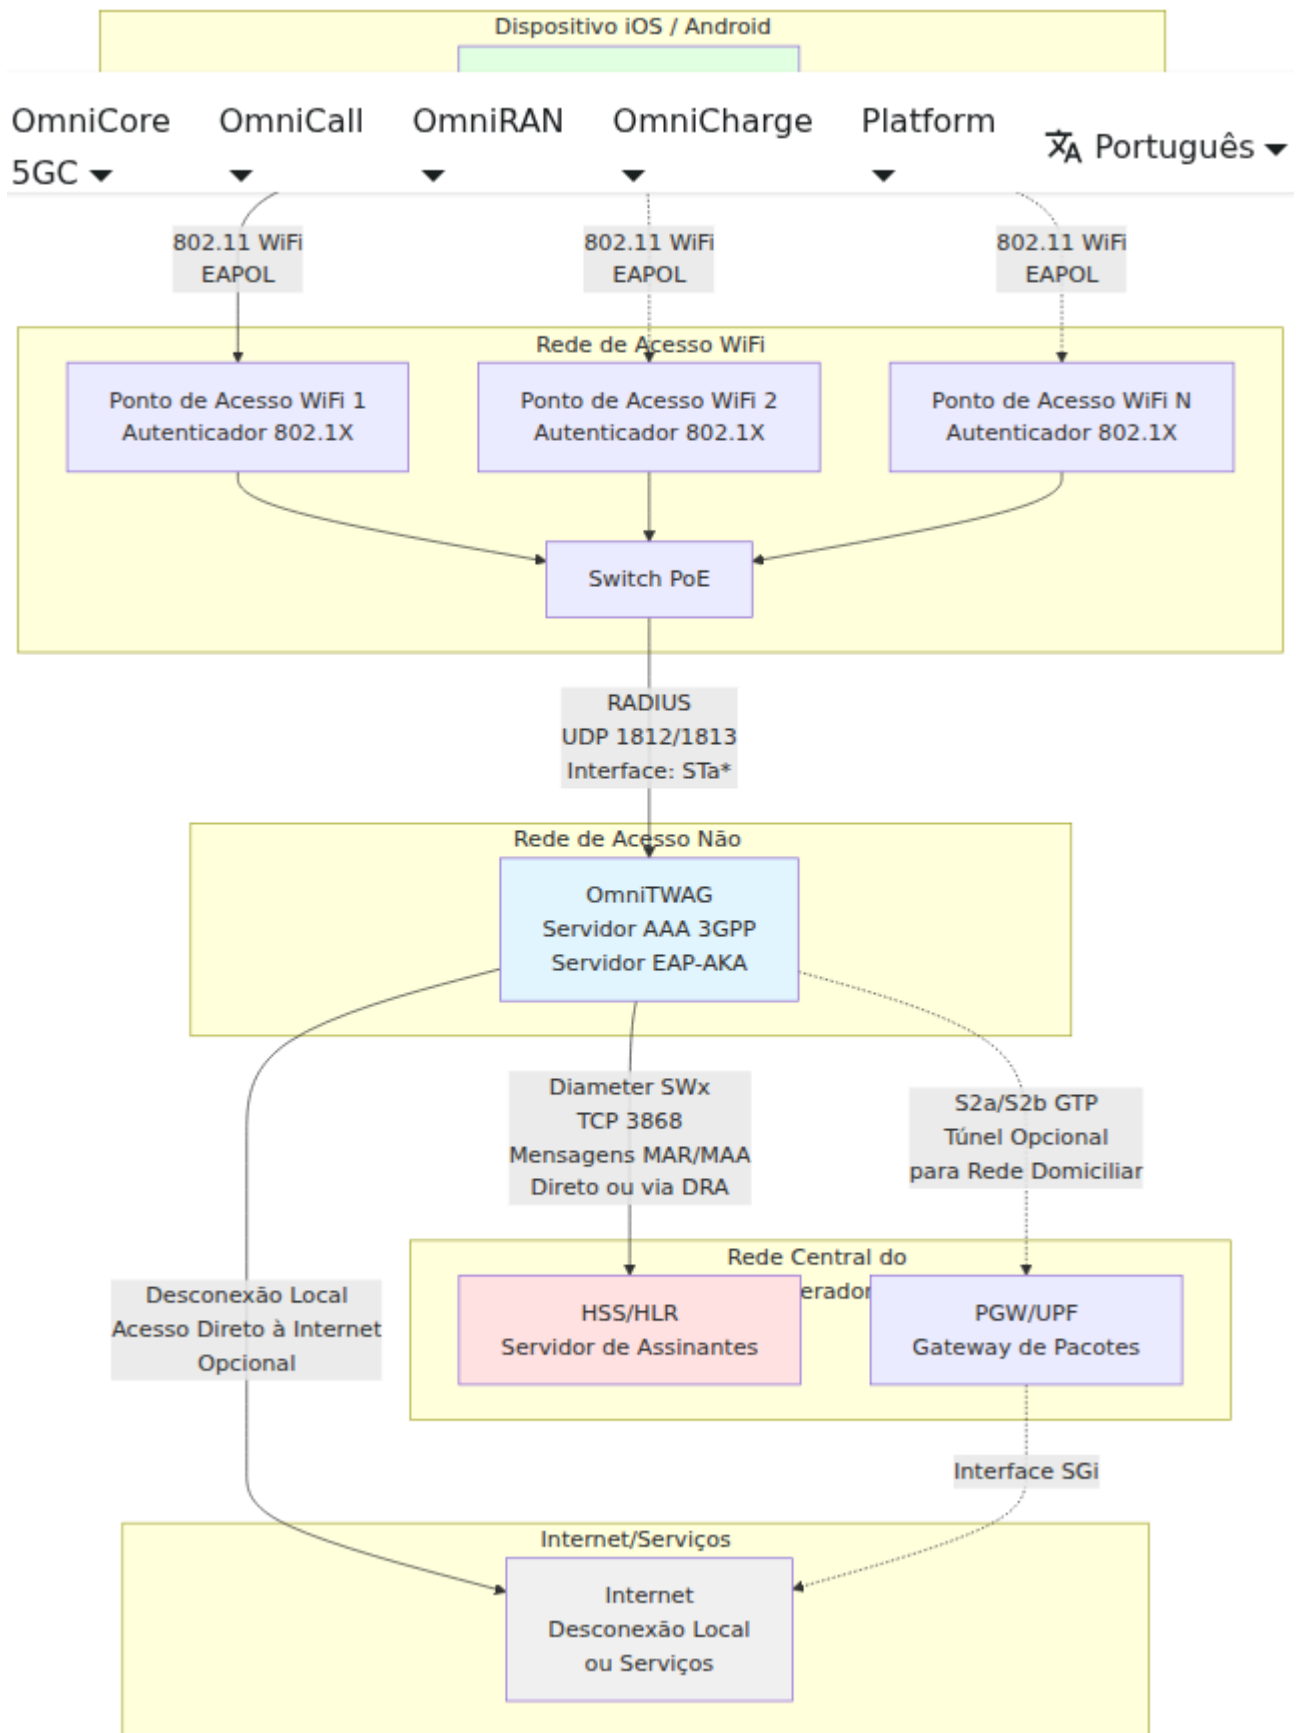 Dispositivo iOS / Android
OmniCore
5GC
OmniCall
OmniRAN
OmniCharge
Platform
Português
802.11 WiFi
EAPOL
802.11 WiFi
EAPOL
802.11 WiFi
EAPOL
Rede de Acesso WiFi
Ponto de Acesso WiFi 1
Autenticador 802.1X
Ponto de Acesso WiFi 2
Autenticador 802.1X
Ponto de Acesso WiFi N
Autenticador 802.1X
Switch PoE
RADIUS
UDP 1812/1813
Interface: STa*
Rede de Acesso Não
OmniTWAG
Servidor AAA 3GPP
Servidor EAP-AKA
Diameter SWx
TCP 3868
Mensagens MAR/MAA
Direto ou via DRA
S2a/S2b GTP
Túnel Opcional
para Rede Domiciliar
Desconexão Local
Acesso Direto à Internet
Opcional
Rede Central do
erador
HSS/HLR
Servidor de Assinantes
PGW/UPF
Gateway de Pacotes
Interface SGi
Internet/Serviços
Internet
Desconexão Local
ou Serviços